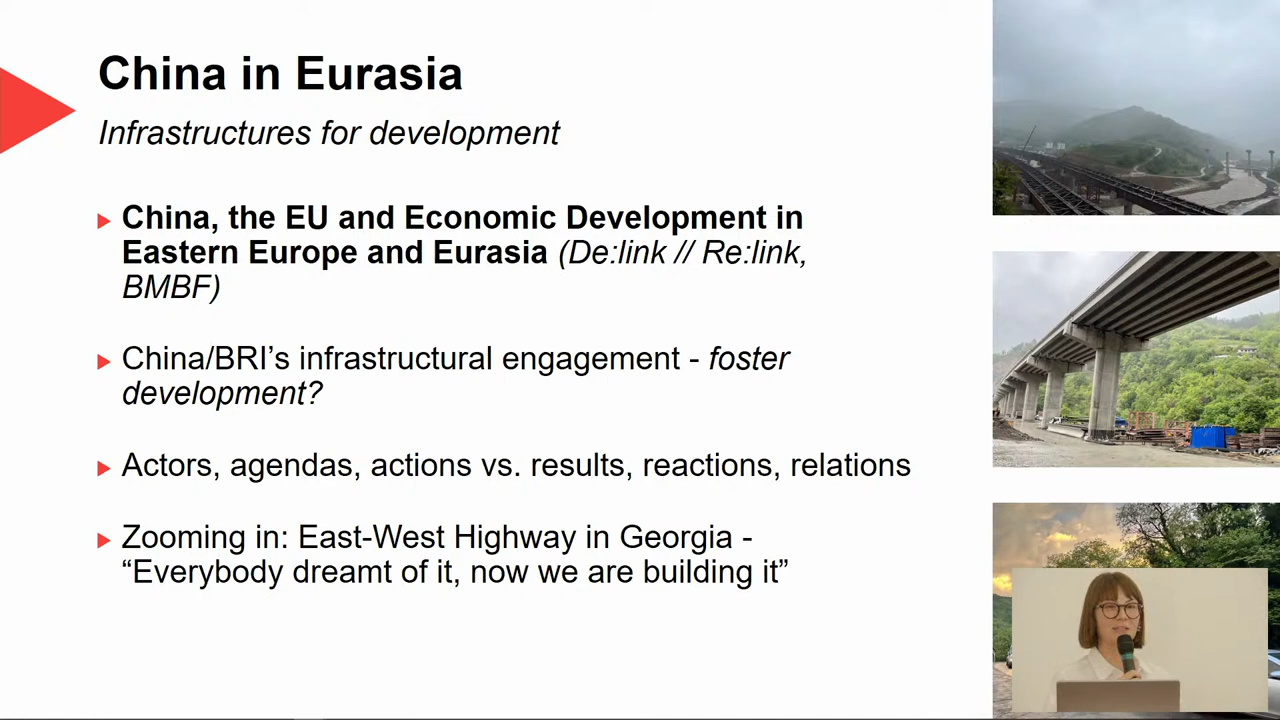 China in Eurasia
Infrastructures for development
China, the EU and Economic Development in
Eastern Europe and Eurasia (De:link // Re:link,
BMBF)
China/BRI’s infrastructural engagement - foster
development?
Actors, agendas, actions vs. results, reactions, relations
Zooming in: East-West Highway in Georgia -
“Everybody dreamt of it, now we are building it”